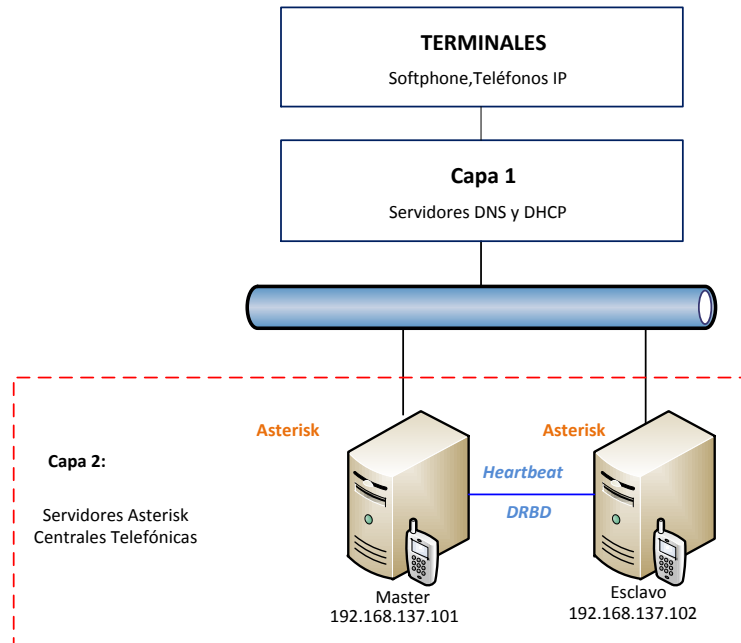 TERMINALES
Softphone,Teléfonos IP
Capa 1
Servidores DNS y DHCP
Asterisk
Asterisk
Capa 2:
Heartbeat
DRBD
Servidores Asterisk
Centrales Telefónicas
Master
192.168.137.101
Esclavo
192.168.137.102